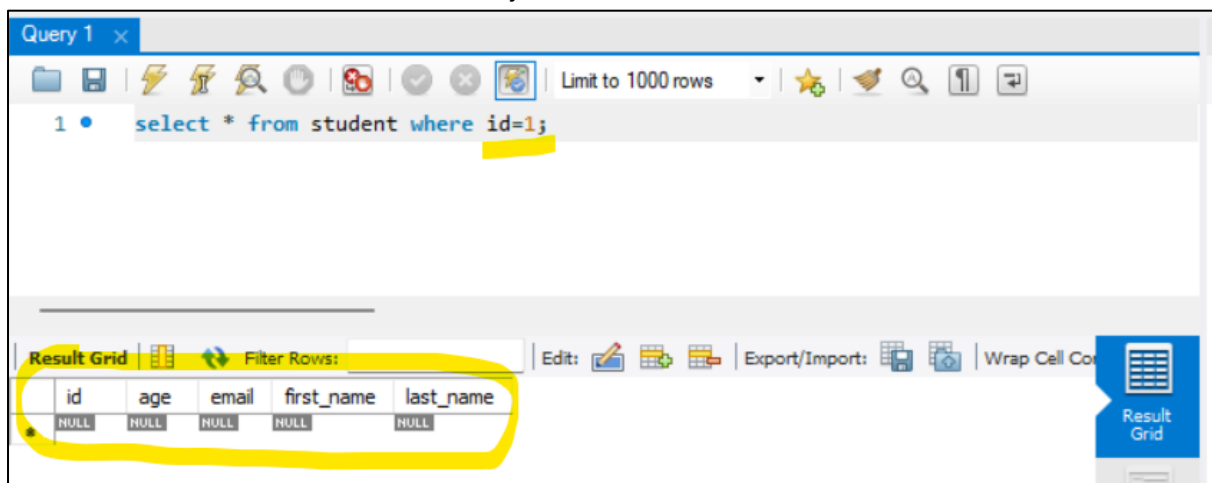 Query 1
Limit to 1000 rows
1 select * from student where id=1;
Result Grid Filter Rows: Edit: Export/Import: Wrap Cell Co
id age email first_name last_name
* NULL NULL NULL NULL NULL
Result
Grid